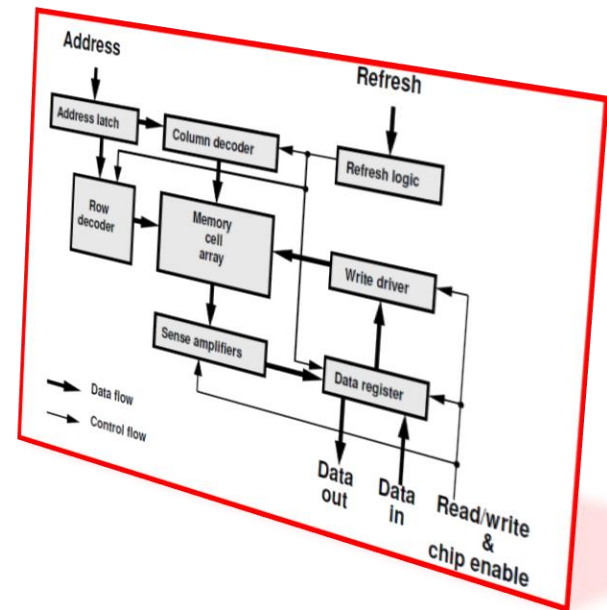 Address
Refresh
Address latch
Column decoder
Refresh logic
Row
decoder
Memory
cell
array
Write driver
Sense amplifiers
Data register
Data flow
Control flow
Data
out
Data
in
Read/write
&
chip enable